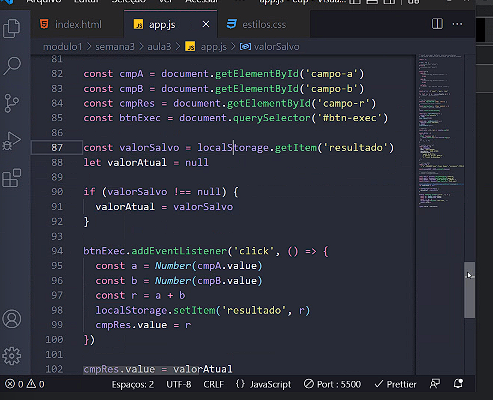 Arquivo Editar Seleção Ver Acessar ... app.js - cap - Visual...
index.html app.js × estilos.css
modulo1 > semana3 > aula3 > app.js > valorSalvo
81
82 const cmpA = document.getElementById('campo-a')
83 const cmpB = document.getElementById('campo-b')
84 const cmpRes = document.getElementById('campo-r')
85 const btnExec = document.querySelector('#btn-exec')
86
87 const valorSalvo = localStorage.getItem('resultado')
88 let valorAtual = null
89
90 if (valorSalvo !== null) {
91 valorAtual = valorSalvo
92 }
93
94 btnExec.addEventListener('click', () => {
95 const a = Number(cmpA.value)
96 const b = Number(cmpB.value)
97 const r = a + b
98 localStorage.setItem('resultado', r)
99 cmpRes.value = r
100 })
101
102 cmpRes.value = valorAtual
0 0 Espaços: 2 UTF-8 CRLF {} JavaScript Port : 5500 Prettier